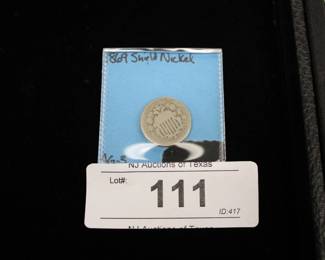 1869 Shield Nickel
NJ Auctions of Texas
Lot#:
111
ID:417
NJ Auctions of Texas